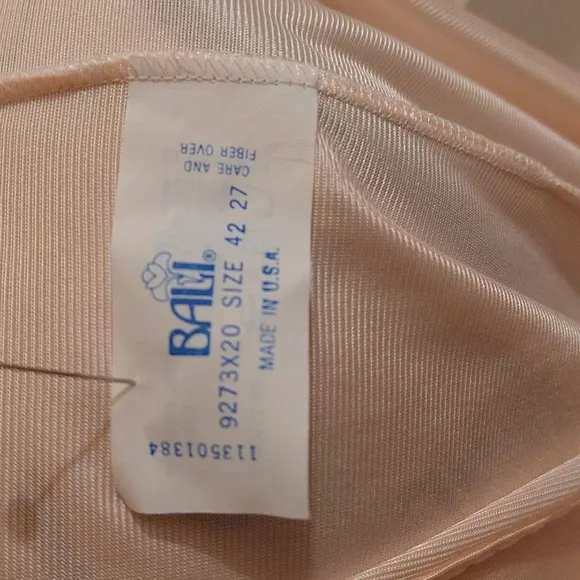 BALI®
9273X20 SIZE 42 27
MADE IN U.S.A.
CARE AND
FIBER OVER
113501384